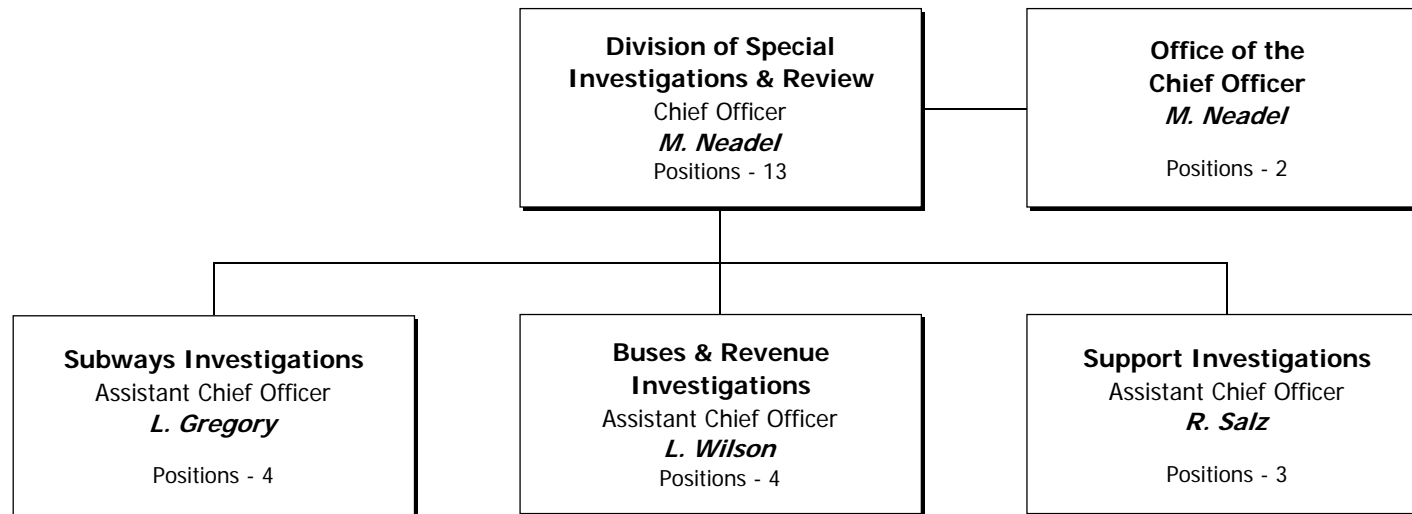 Division of Special
Investigations & Review
Chief Officer
M. Neadel
Positions - 13
Office of the
Chief Officer
M. Neadel
Positions - 2
Subways Investigations
Assistant Chief Officer
L. Gregory
Positions - 4
Buses & Revenue
Investigations
Assistant Chief Officer
L. Wilson
Positions - 4
Support Investigations
Assistant Chief Officer
R. Salz
Positions - 3